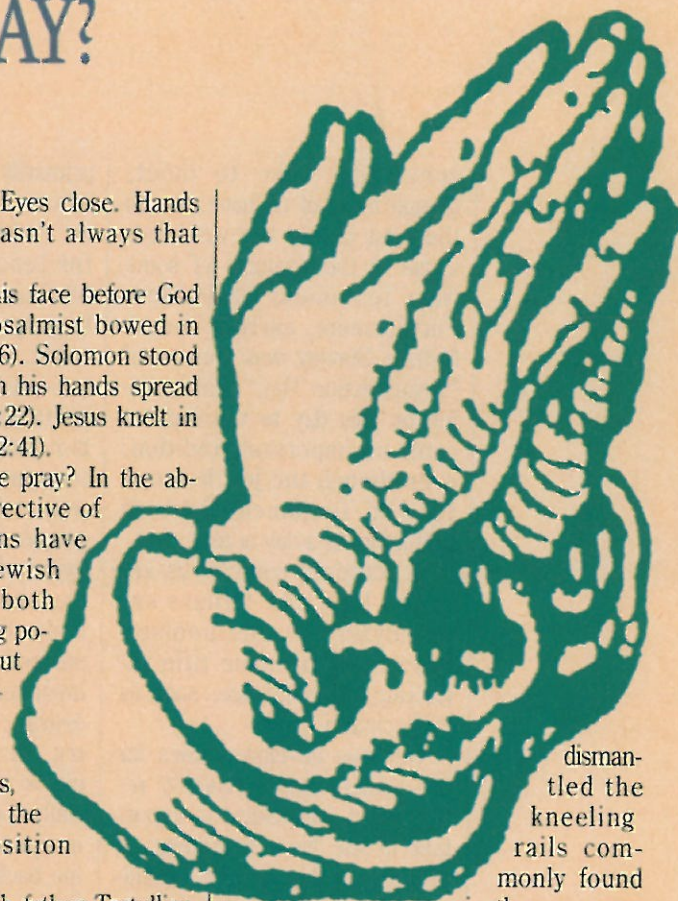 AY?
Eyes close. Hands
asn't always that
is face before God
psalmist bowed in
6). Solomon stood
h his hands spread
22). Jesus knelt in
2:41).
e pray? In the ab-
ective of
ns have
ewish
both
g po-
ut
-
s,
the
sition
disman-
tled the
kneeling
rails com-
monly found